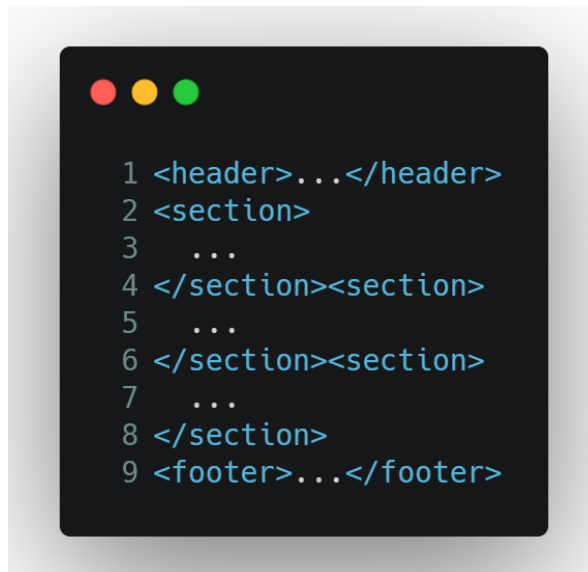 1 <header>...</header>
2 <section>
3   ...
4 </section><section>
5   ...
6 </section><section>
7   ...
8 </section>
9 <footer>...</footer>